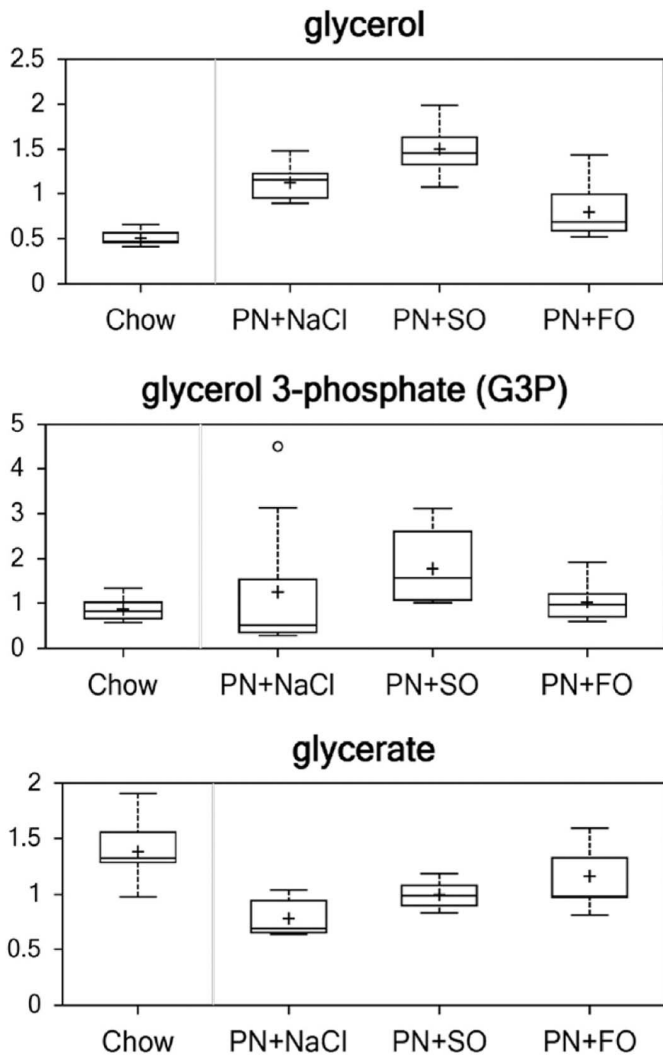 glycerol
2.5
2
1.5
1
0.5
0
Chow PN+NaCl PN+SO PN+FO
glycerol 3-phosphate (G3P)
5
4
3
2
1
0
Chow PN+NaCl PN+SO PN+FO
glycerate
2
1.5
1
0.5
0
Chow PN+NaCl PN+SO PN+FO